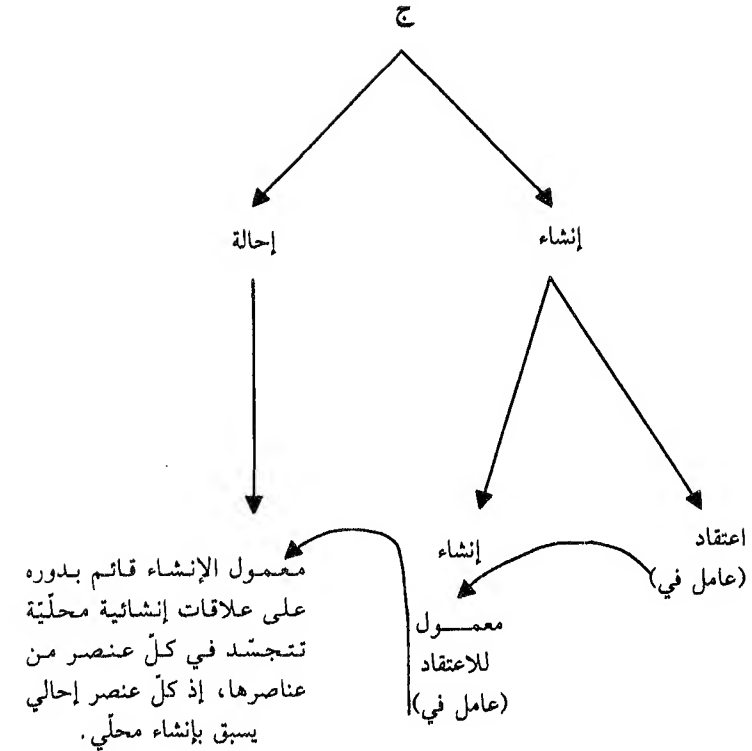 ج
إنشاء
إحالة
اعتقاد
(عامل في)
إنشاء
معمـــول
للاعتقاد
(عامل في)
معمول الإنشاء قائم بدوره
على علاقات إنشائية محلّيّة
تتجسّد في كلّ عنصر من
عناصرها، إذ كلّ عنصر إحالي
يسبق بإنشاء محلّي.